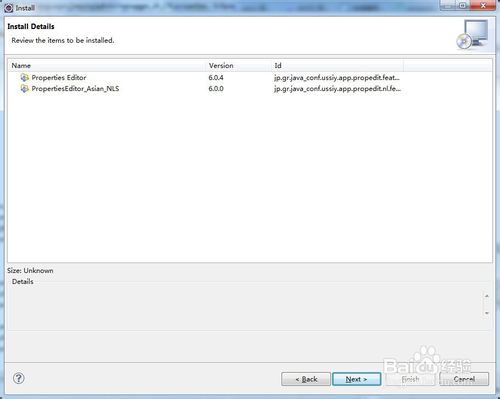 Install
Install Details
Review the items to be installed.
Name Version Id
Properties Editor 6.0.4 jp.gr.java_conf.ussiy.app.propedit.feat...
PropertiesEditor_Asian_NLS 6.0.0 jp.gr.java_conf.ussiy.app.propedit.nl.fe...
Size: Unknown
Details
?
< Back Next > Finish Cancel
Baidu 经验